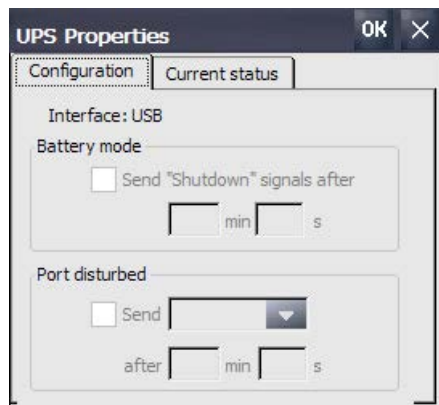 UPS Properties OK
Configuration Current status
Interface: USB
Battery mode
Send "Shutdown" signals after
min s
Port disturbed
Send
after min s